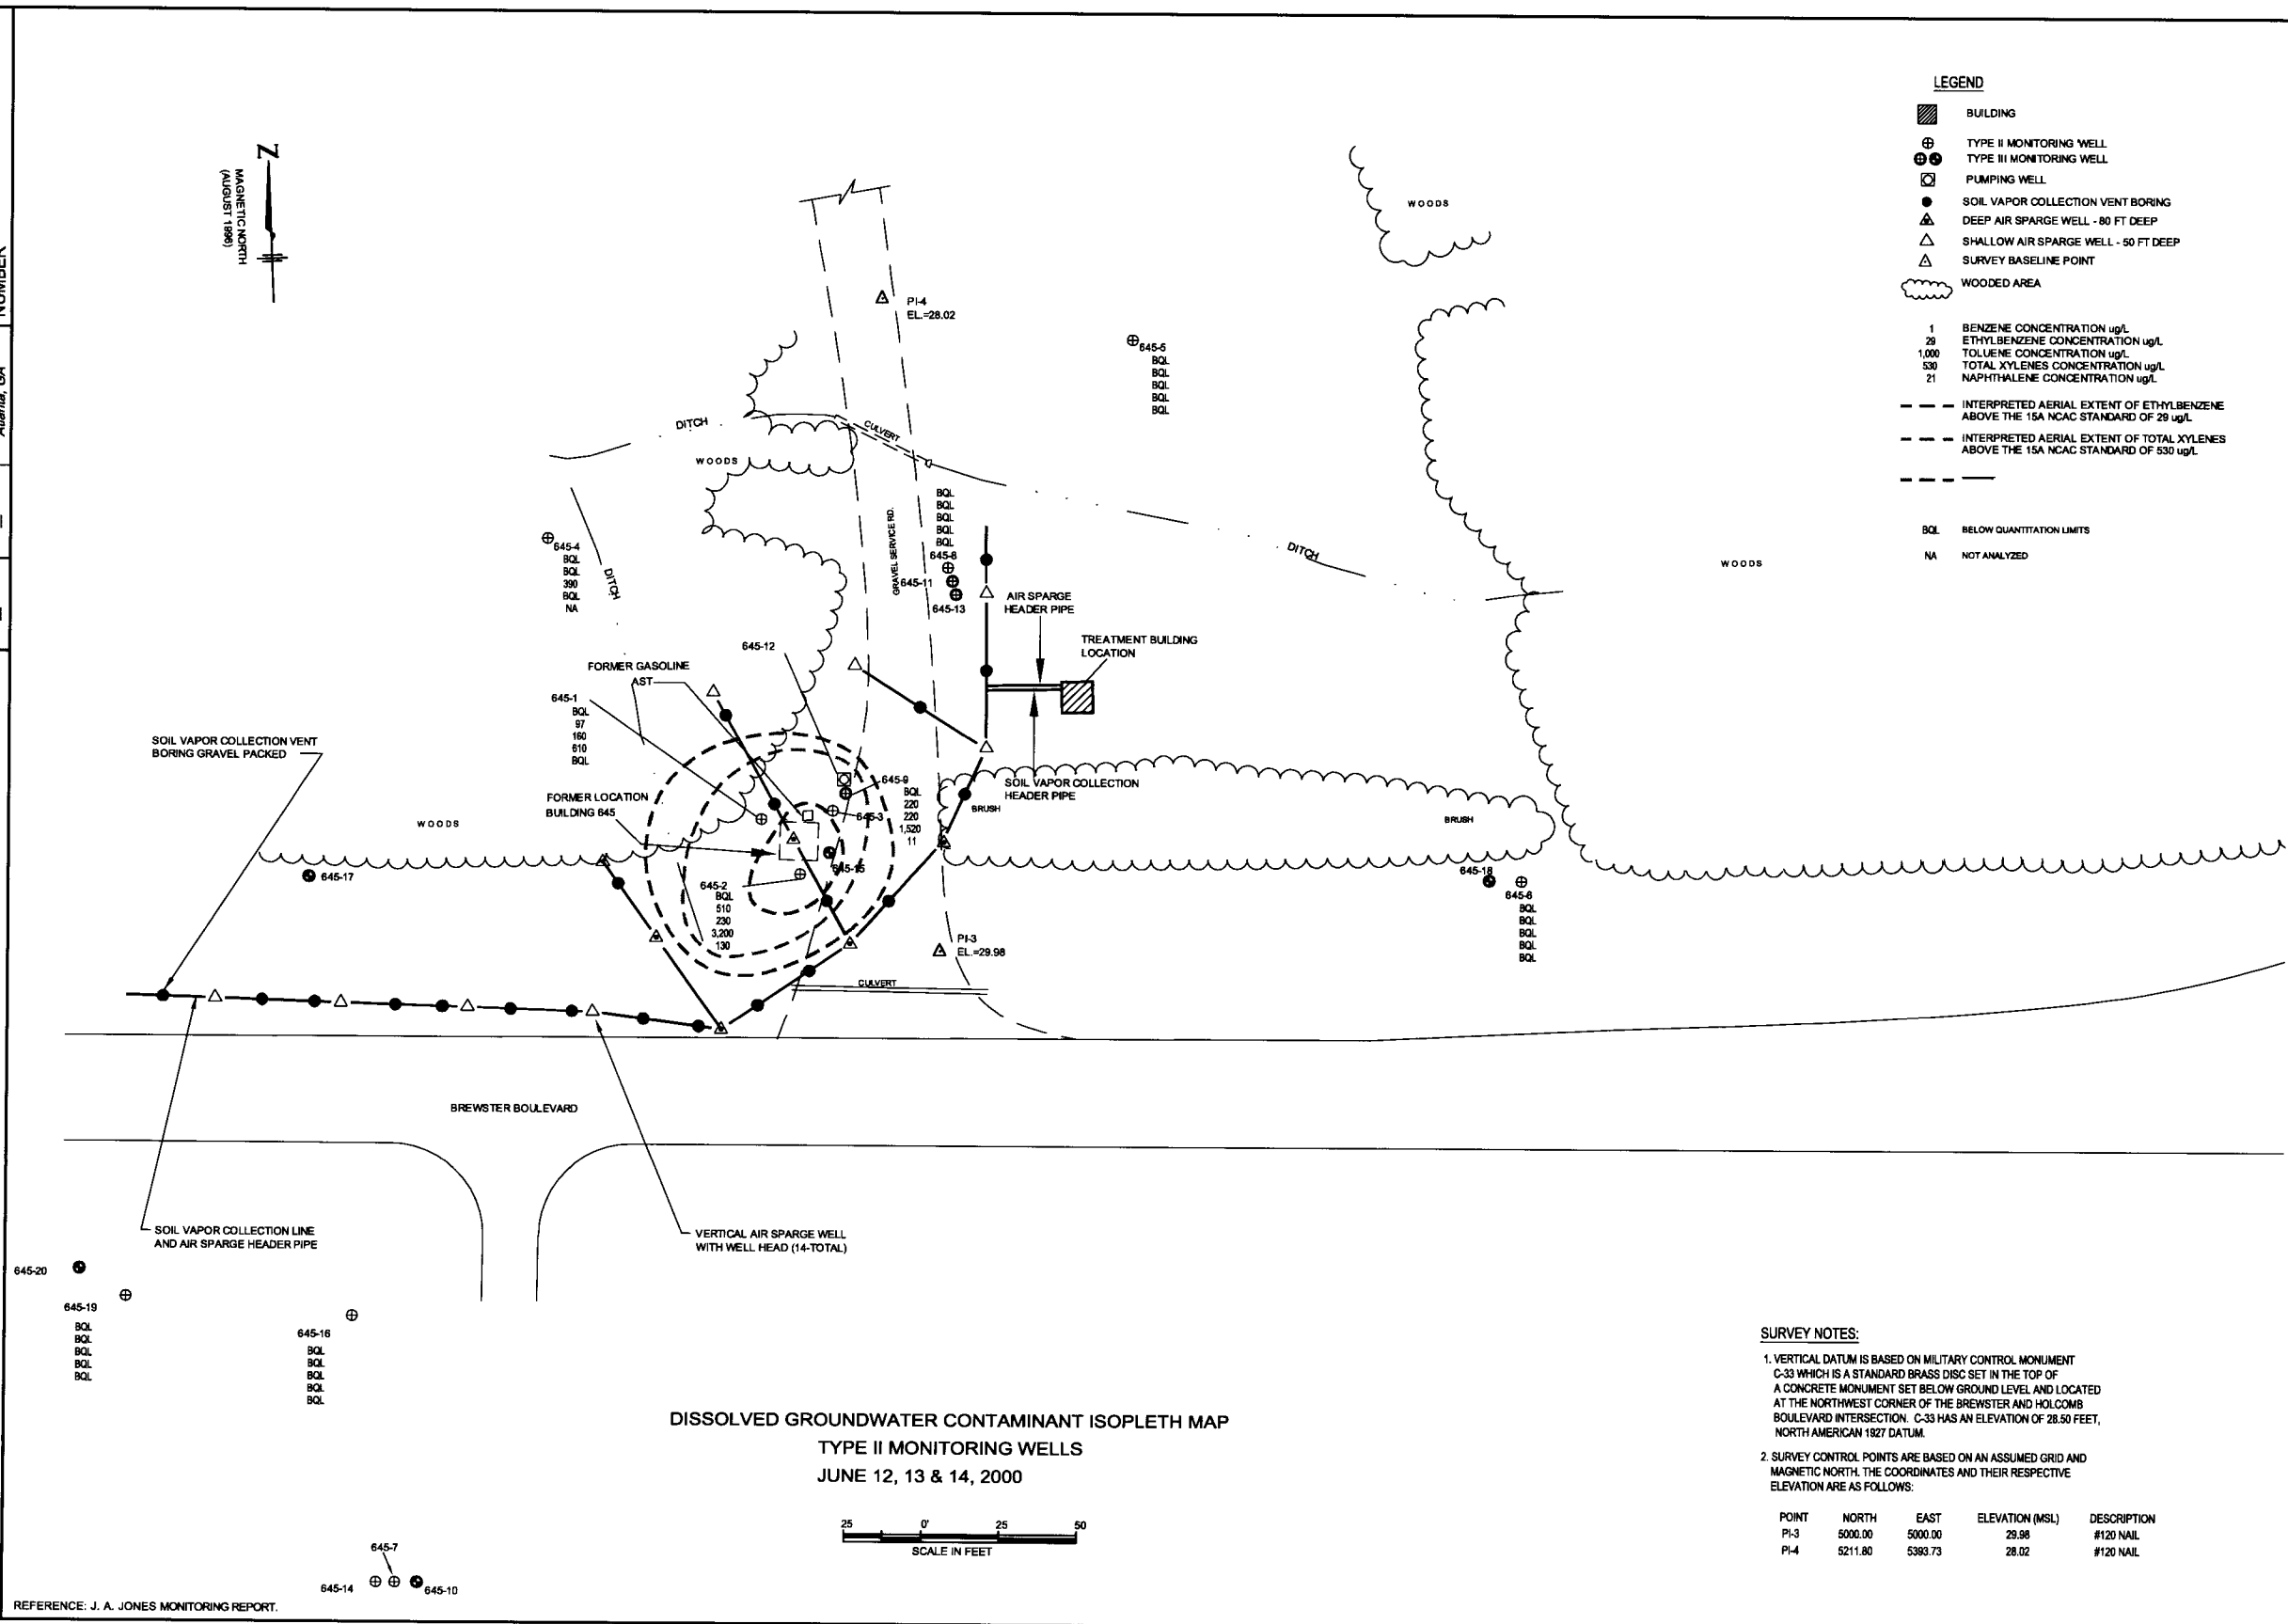 NUMBER
Atlanta, GA
N
MAGNETIC NORTH
(AUGUST 1996)
LEGEND
BUILDING
TYPE II MONITORING WELL
TYPE III MONITORING WELL
PUMPING WELL
SOIL VAPOR COLLECTION VENT BORING
DEEP AIR SPARGE WELL - 80 FT DEEP
SHALLOW AIR SPARGE WELL - 50 FT DEEP
SURVEY BASELINE POINT
WOODED AREA
1 BENZENE CONCENTRATION ug/L
29 ETHYLBENZENE CONCENTRATION ug/L
1,000 TOLUENE CONCENTRATION ug/L
530 TOTAL XYLENES CONCENTRATION ug/L
21 NAPHTHALENE CONCENTRATION ug/L
INTERPRETED AERIAL EXTENT OF ETHYLBENZENE
ABOVE THE 15A NCAC STANDARD OF 29 ug/L
INTERPRETED AERIAL EXTENT OF TOTAL XYLENES
ABOVE THE 15A NCAC STANDARD OF 530 ug/L
BQL BELOW QUANTITATION LIMITS
NA NOT ANALYZED
WOODS
PI-4
EL.=28.02
645-5
BQL
BQL
BQL
BQL
BQL
DITCH
CULVERT
WOODS
GRAVEL SERVICE RD.
BQL
BQL
BQL
BQL
BQL
645-8
645-11
645-13
645-4
BQL
BQL
390
BQL
NA
DITCH
DITCH
WOODS
AIR SPARGE
HEADER PIPE
TREATMENT BUILDING
LOCATION
645-12
FORMER GASOLINE
AST
645-1
BQL
97
160
610
BQL
SOIL VAPOR COLLECTION VENT
BORING GRAVEL PACKED
FORMER LOCATION
BUILDING 645
WOODS
645-9
BQL
220
220
1,520
11
645-3
SOIL VAPOR COLLECTION
HEADER PIPE
BRUSH
BRUSH
645-15
645-17
645-2
BQL
510
230
3,200
130
645-18
645-6
BQL
BQL
BQL
BQL
BQL
PI-3
EL.=29.98
CULVERT
BREWSTER BOULEVARD
SOIL VAPOR COLLECTION LINE
AND AIR SPARGE HEADER PIPE
VERTICAL AIR SPARGE WELL
WITH WELL HEAD (14-TOTAL)
645-20
645-19
BQL
BQL
BQL
BQL
BQL
645-16
BQL
BQL
BQL
BQL
BQL
SURVEY NOTES:
1. VERTICAL DATUM IS BASED ON MILITARY CONTROL MONUMENT
C-33 WHICH IS A STANDARD BRASS DISC SET IN THE TOP OF
A CONCRETE MONUMENT SET BELOW GROUND LEVEL AND LOCATED
AT THE NORTHWEST CORNER OF THE BREWSTER AND HOLCOMB
BOULEVARD INTERSECTION. C-33 HAS AN ELEVATION OF 28.50 FEET,
NORTH AMERICAN 1927 DATUM.
2. SURVEY CONTROL POINTS ARE BASED ON AN ASSUMED GRID AND
MAGNETIC NORTH. THE COORDINATES AND THEIR RESPECTIVE
ELEVATION ARE AS FOLLOWS:
POINT NORTH EAST ELEVATION (MSL) DESCRIPTION
PI-3 5000.00 5000.00 29.98 #120 NAIL
PI-4 5211.80 5393.73 28.02 #120 NAIL
DISSOLVED GROUNDWATER CONTAMINANT ISOPLETH MAP
TYPE II MONITORING WELLS
JUNE 12, 13 & 14, 2000
25 0' 25 50
SCALE IN FEET
645-7
645-14
645-10
REFERENCE: J. A. JONES MONITORING REPORT.